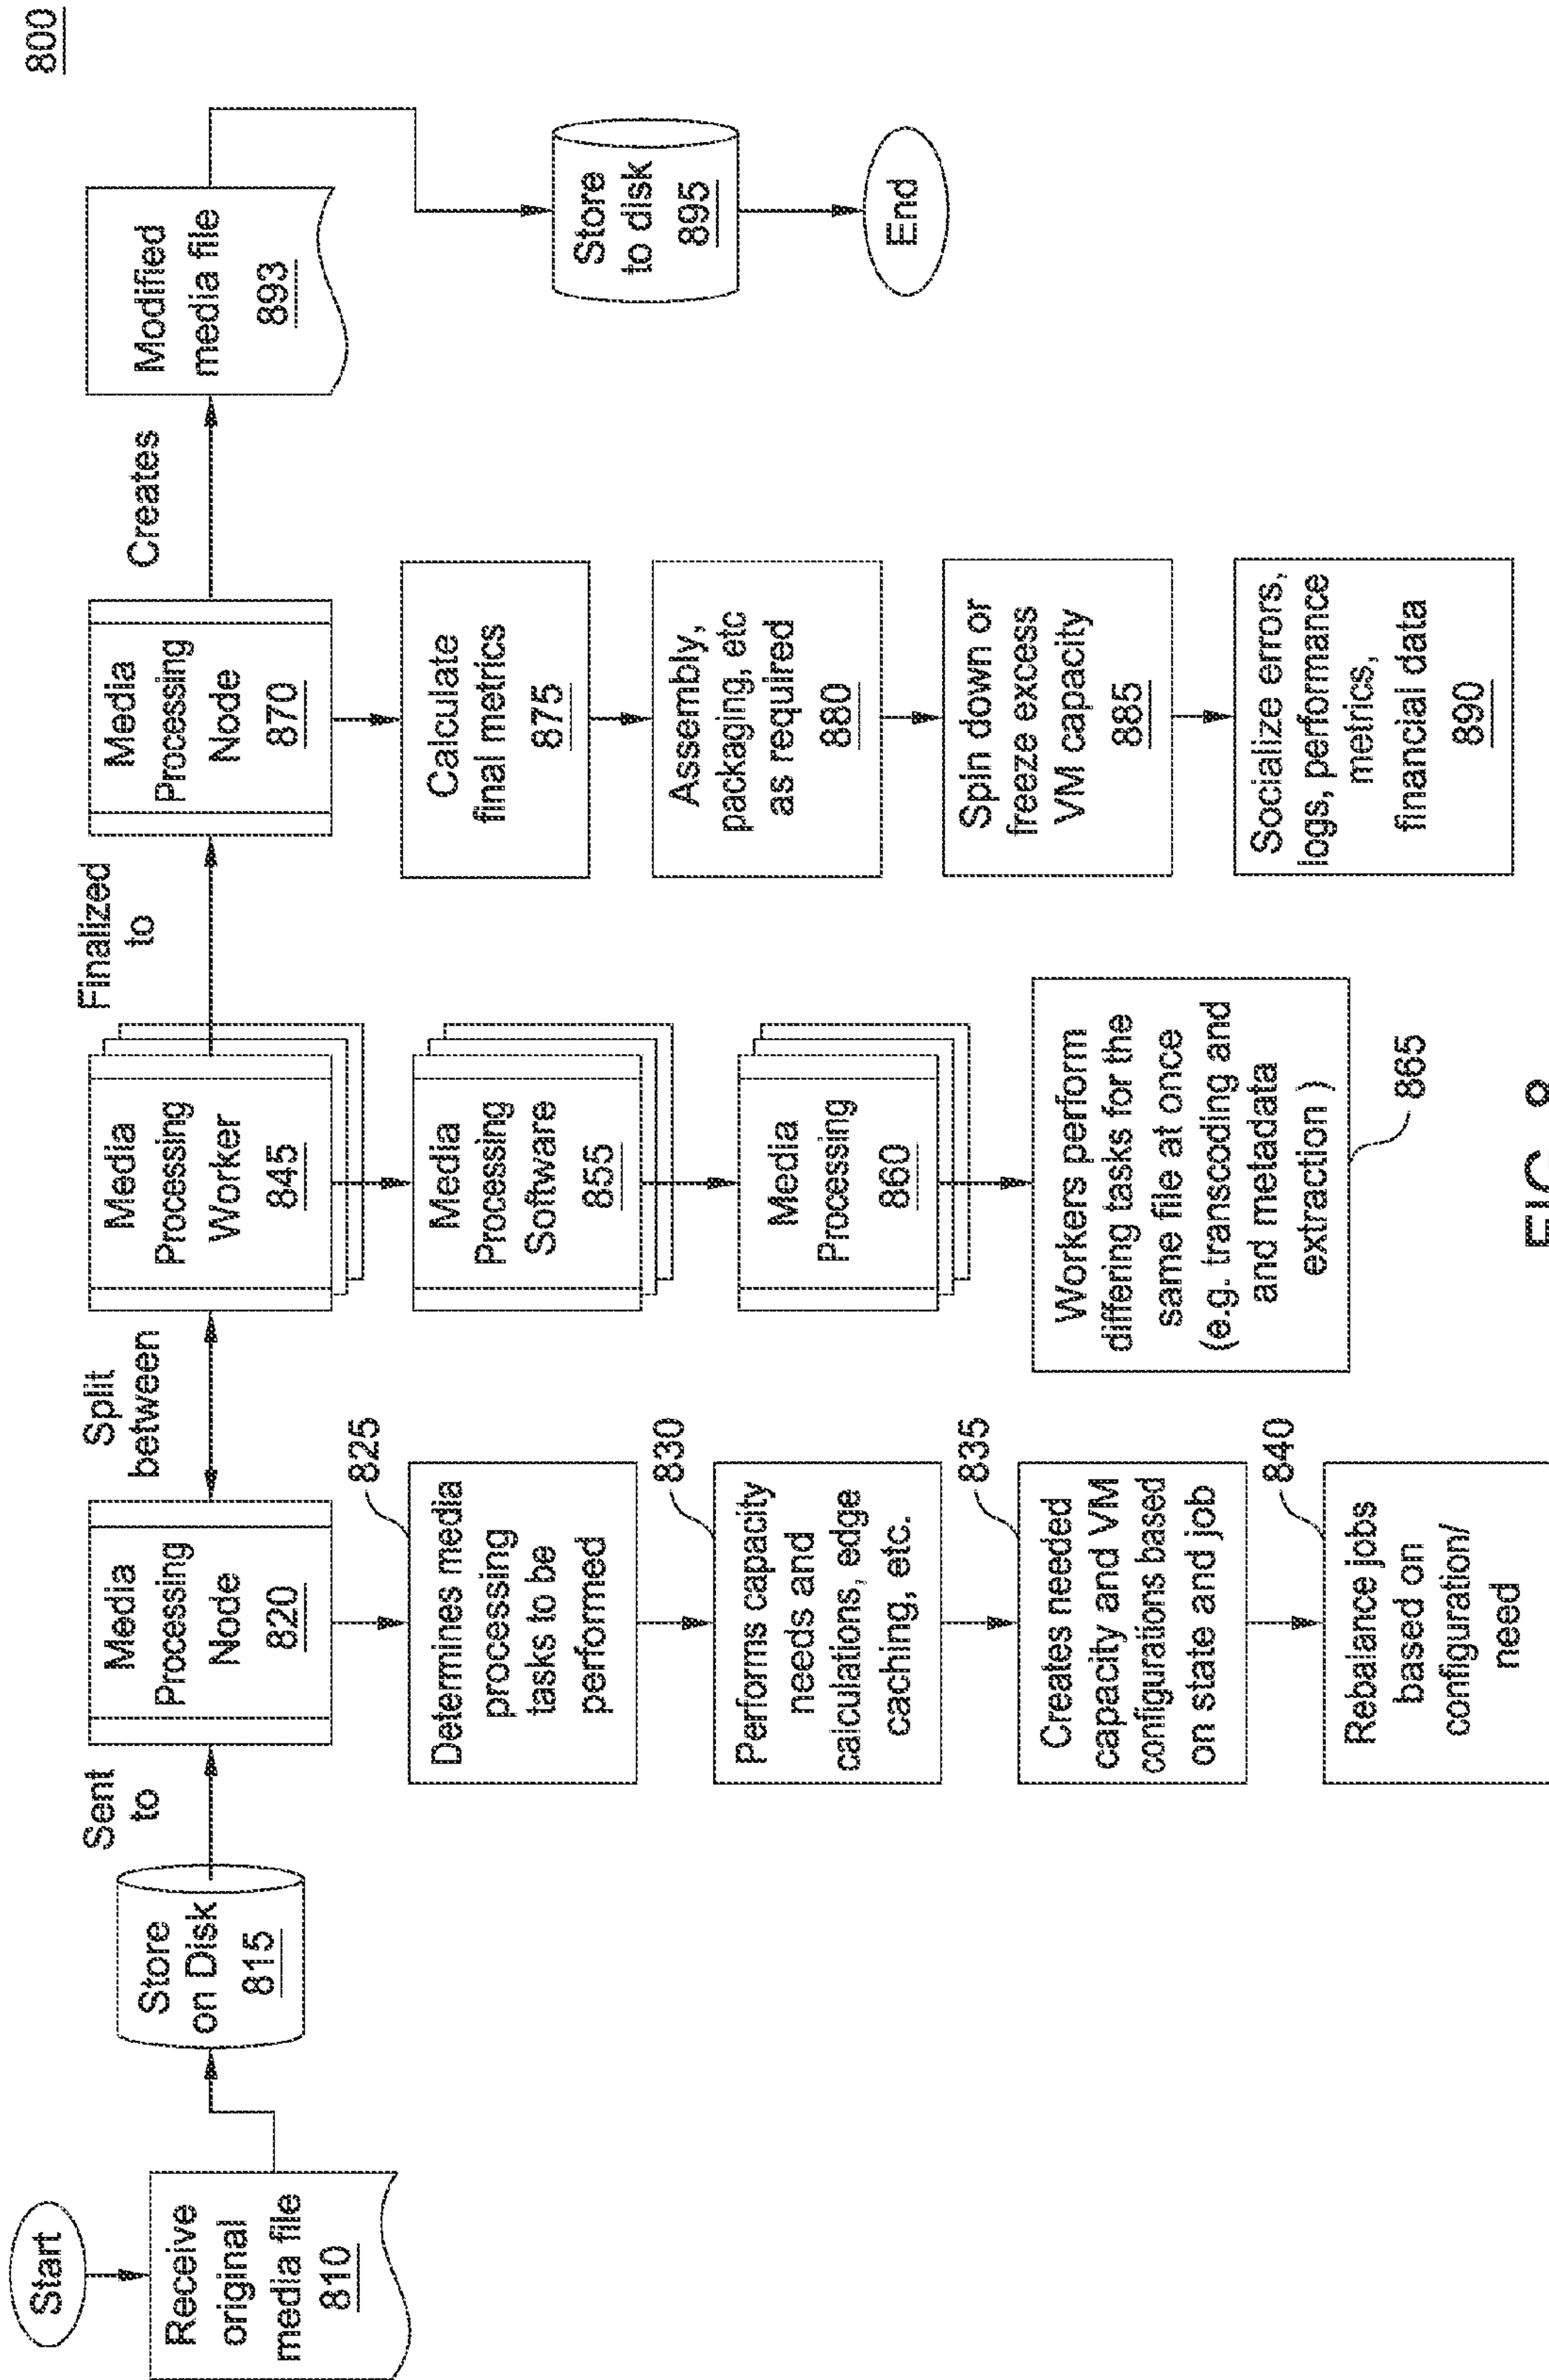 800
Start
Receive
original
media file
810
Store
on Disk
815
Sent
to
Media
Processing
Node
820
Determines media
processing
tasks to be
performed
825
Performs capacity
needs and
calculations, edge
caching, etc.
830
Creates needed
capacity and VM
configurations based
on state and job
835
Rebalance jobs
based on
configuration/
need
840
Split
between
Media
Processing
Worker
845
Media
Processing
Software
855
Media
Processing
860
Workers perform
differing tasks for the
same file at once
(e.g. transcoding and
and metadata
extraction )
865
Finalized
to
Media
Processing
Node
870
Calculate
final metrics
875
Assembly,
packaging, etc
as required
880
Spin down or
freeze excess
VM capacity
885
Socialize errors,
logs, performance
metrics,
financial data
890
Creates
Modified
media file
893
Store
to disk
895
End
FIG. 8